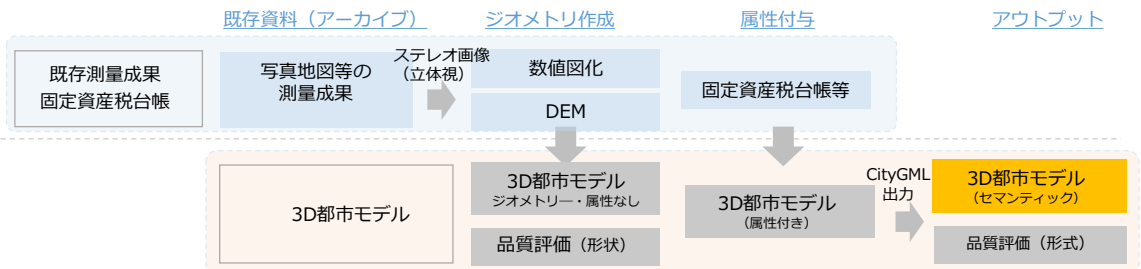 既存資料（アーカイブ）
ジオメトリ作成
属性付与
アウトプット
既存測量成果
固定資産税台帳
写真地図等の
測量成果
ステレオ画像
（立体視）
数値図化
DEM
固定資産税台帳等
3D都市モデル
3D都市モデル
ジオメトリ―・属性なし
品質評価（形状）
3D都市モデル
（属性付き）
CityGML
出力
3D都市モデル
（セマンティック）
品質評価（形式）